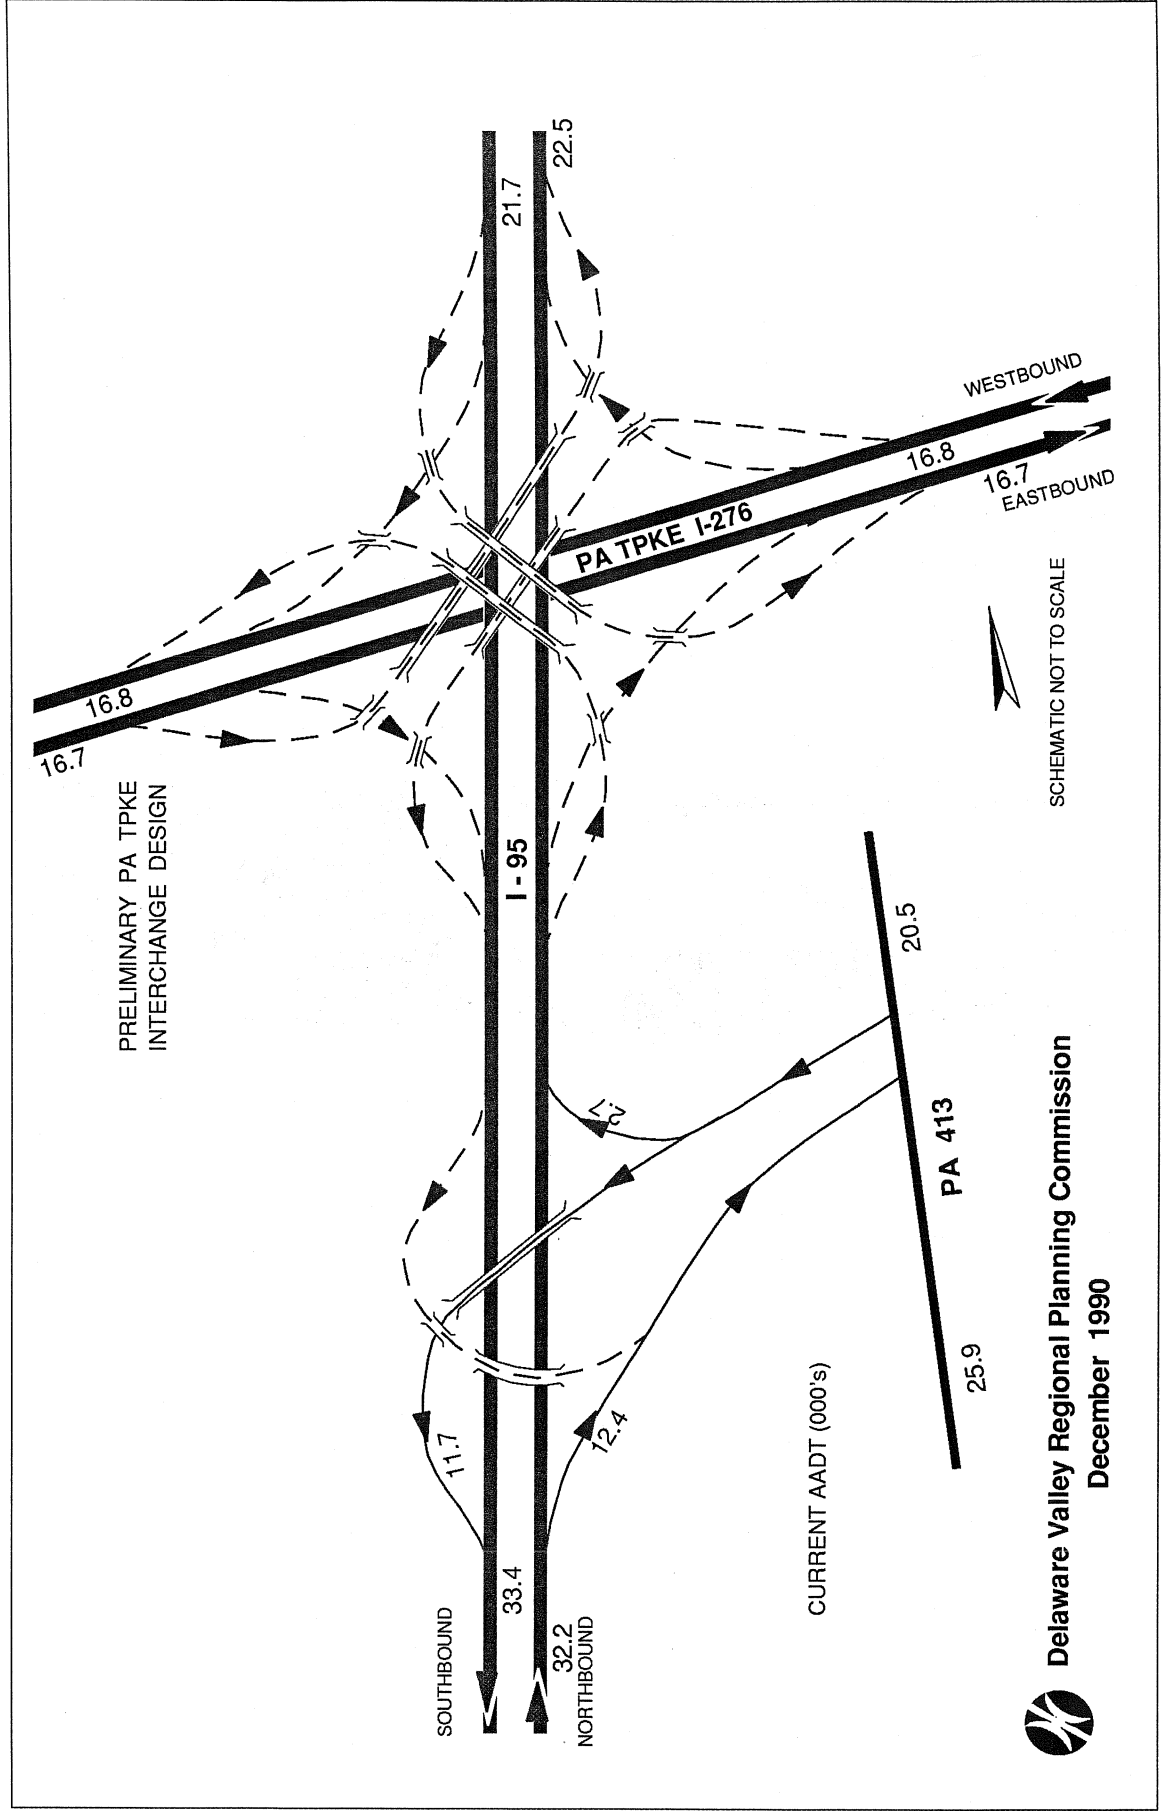 PRELIMINARY PA TPKE
INTERCHANGE DESIGN
16.7
16.8
SOUTHBOUND
11.7
33.4
I - 95
21.7
32.2
NORTHBOUND
22.5
12.4
2.7
PA TPKE I-276
16.8
WESTBOUND
16.7
EASTBOUND
CURRENT AADT (000's)
25.9
PA 413
20.5
SCHEMATIC NOT TO SCALE
Delaware Valley Regional Planning Commission
December 1990